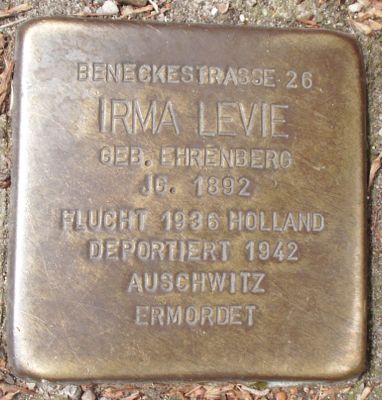 BENECKESTRASSE 26
IRMA LEVIE
GEB. EHRENBERG
JG. 1892
FLUCHT 1936 HOLLAND
DEPORTIERT 1942
AUSCHWITZ
ERMORDET